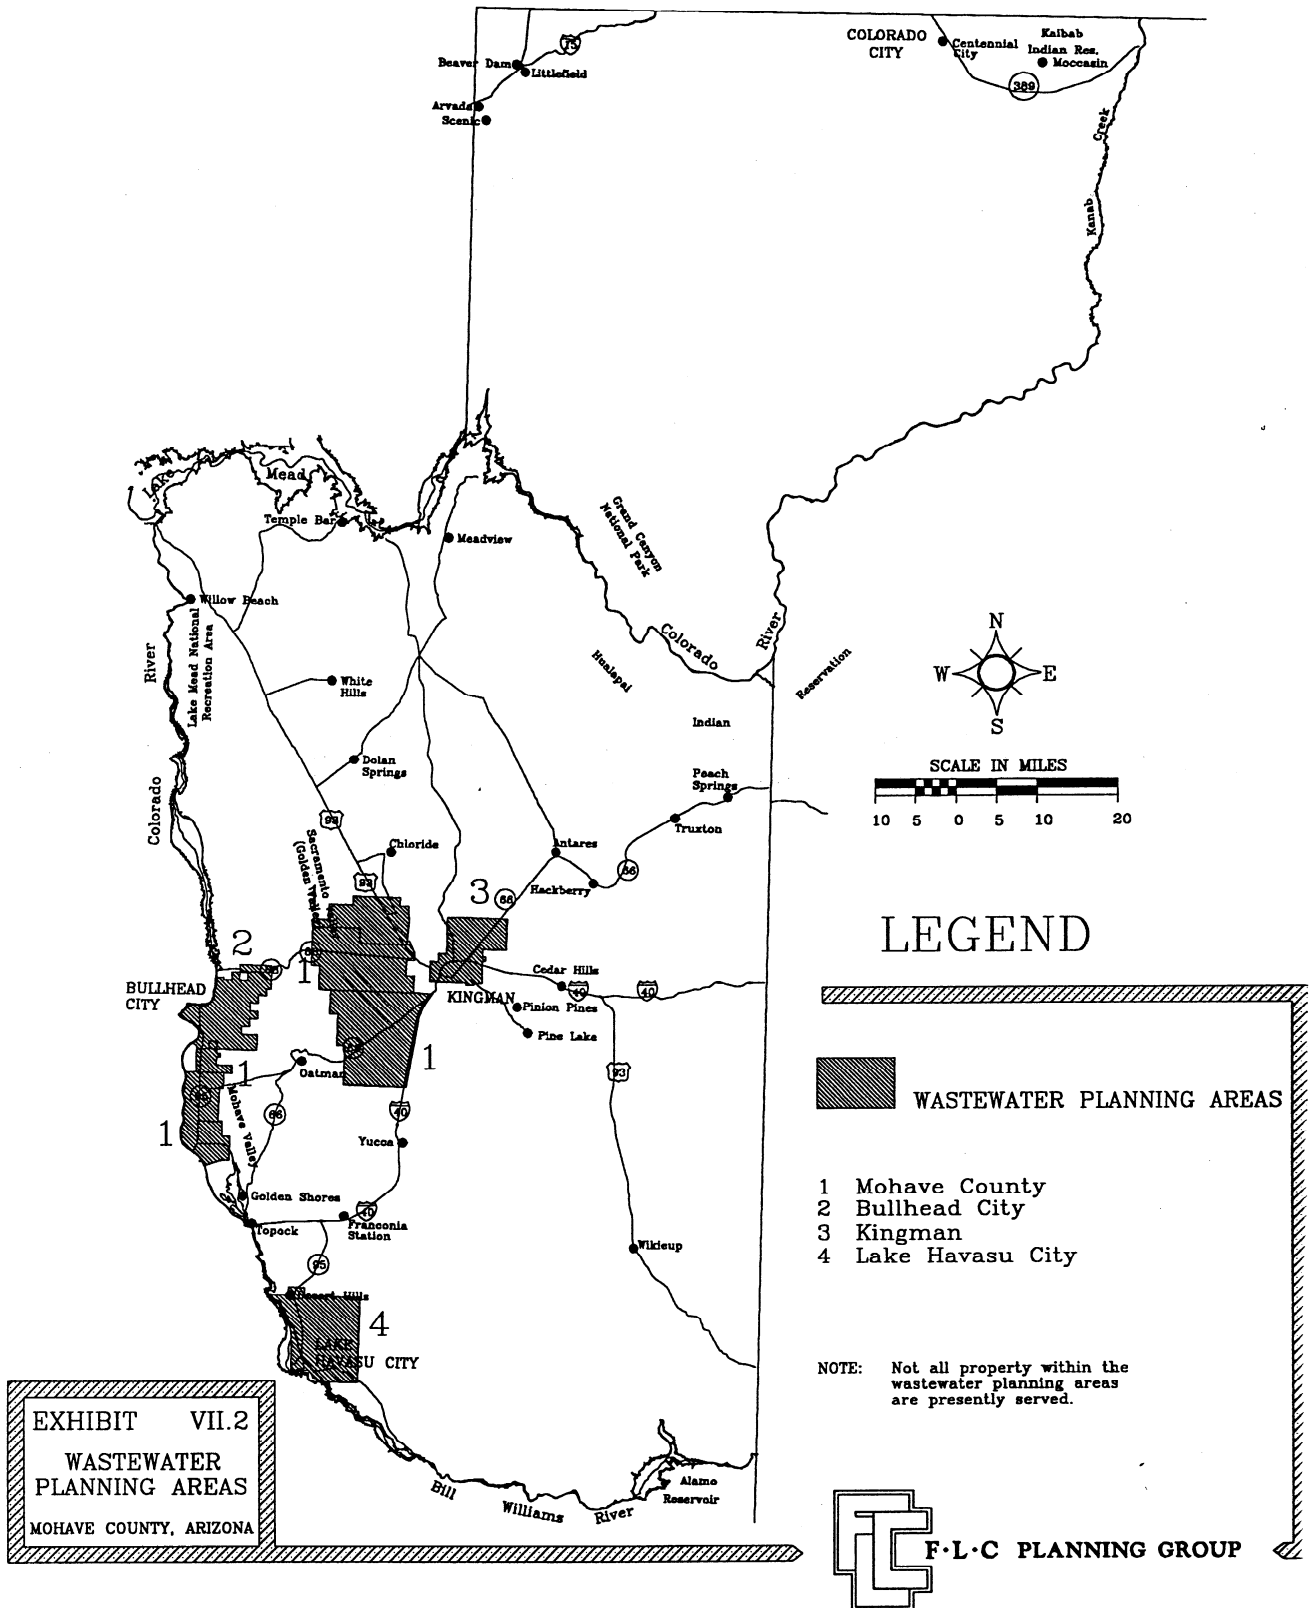 COLORADO
CITY
Centennial
City
Kaibab
Indian Res.
Moccasin
389
75
Beaver Dam
Littlefield
Arvada
Scenic
Creek
Kanab
Lake
Mead
Temple Bar
Meadview
Grand Canyon
National Park
Willow Beach
Lake Mead National
Recreation Area
River
Colorado
White
Hills
Colorado
River
Hualapai
Indian
Reservation
Dolan
Springs
Peach
Springs
Truxton
93
Sacramento
Chloride
Antares
66
Hackberry
93
3
66
2
68
1
BULLHEAD
CITY
KINGMAN
Cedar Hills
40
40
Pinion Pines
Pine Lake
Oatman
1
1
95
Mohave Valley
66
40
93
1
Yucca
Golden Shores
Topock
40
Franconia
Station
Wikieup
95
Desert Hills
4
LAKE
HAVASU CITY
Bill
Williams
River
Alamo
Reservoir
N
W
E
S
SCALE IN MILES
10 5 0 5 10 20
LEGEND
WASTEWATER PLANNING AREAS
1 Mohave County
2 Bullhead City
3 Kingman
4 Lake Havasu City
NOTE: Not all property within the
wastewater planning areas
are presently served.
EXHIBIT VII.2
WASTEWATER
PLANNING AREAS
MOHAVE COUNTY, ARIZONA
F·L·C PLANNING GROUP